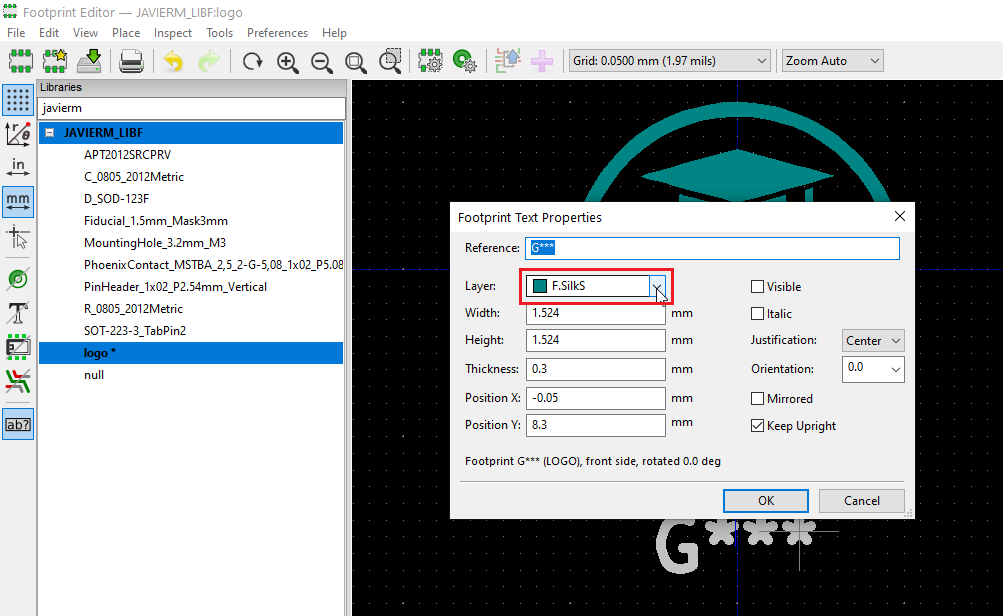 Footprint Editor — JAVIERM_LIBF:logo
File Edit View Place Inspect Tools Preferences Help
Grid: 0.0500 mm (1.97 mils) Zoom Auto
Libraries
javierm
JAVIERM_LIBF
APT2012SRCPRV
C_0805_2012Metric
D_SOD-123F
Fiducial_1.5mm_Mask3mm
MountingHole_3.2mm_M3
PhoenixContact_MSTBA_2,5_2-G-5,08_1x02_P5.08
PinHeader_1x02_P2.54mm_Vertical
R_0805_2012Metric
SOT-223-3_TabPin2
logo *
null
in
mm
ab?
Footprint Text Properties
Reference: G***
Layer: F.SilkS Visible
Width: 1.524 mm Italic
Height: 1.524 mm Justification: Center
Thickness: 0.3 mm Orientation: 0.0
Position X: -0.05 mm Mirrored
Position Y: 8.3 mm Keep Upright
Footprint G*** (LOGO), front side, rotated 0.0 deg
OK Cancel
G***